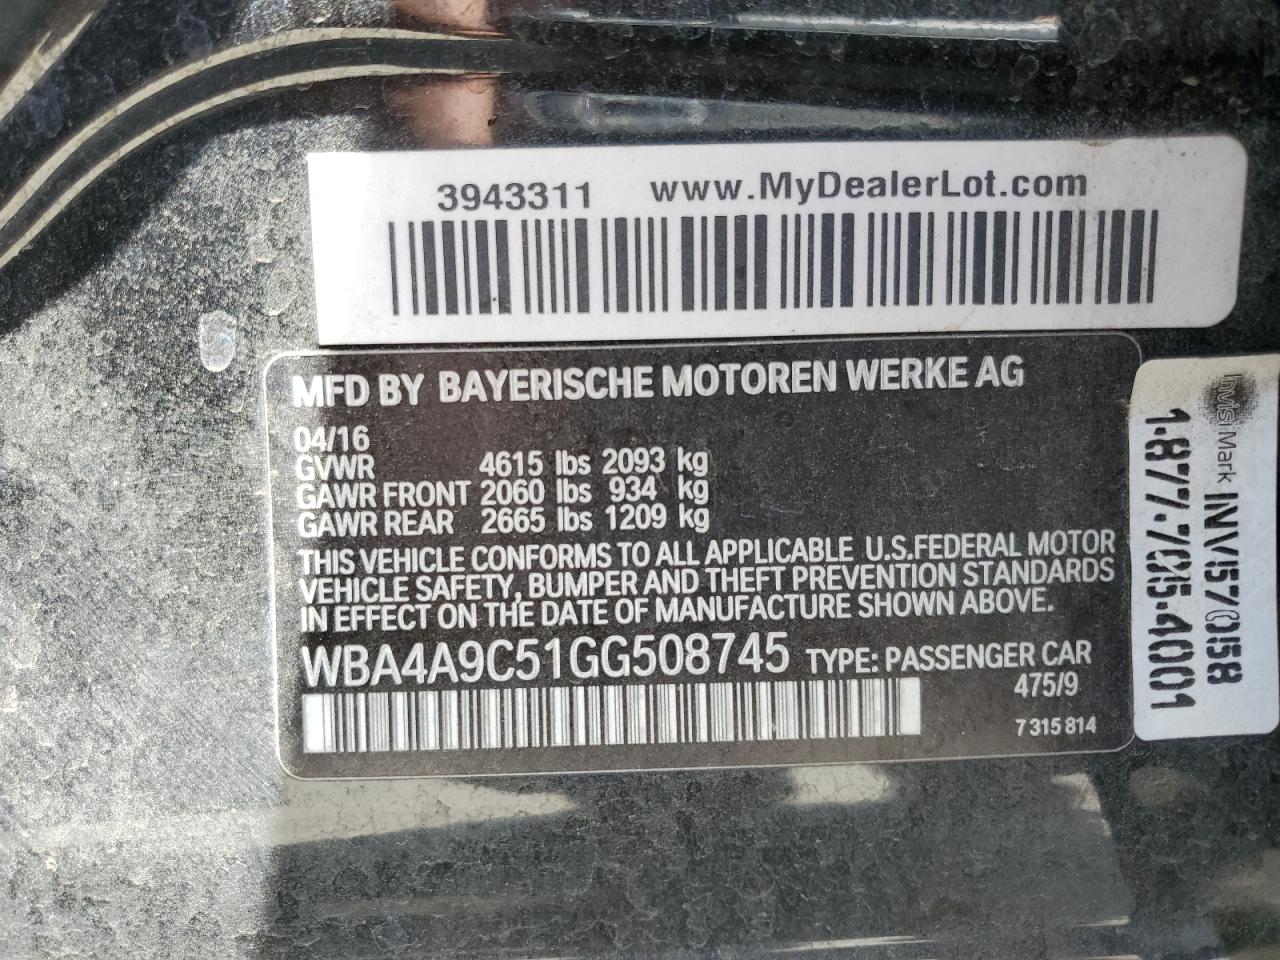 3943311 www.MyDealerLot.com
MFD BY BAYERISCHE MOTOREN WERKE AG
04/16
GVWR 4615 lbs 2093 kg
GAWR FRONT 2060 lbs 934 kg
GAWR REAR 2665 lbs 1209 kg
THIS VEHICLE CONFORMS TO ALL APPLICABLE U.S.FEDERAL MOTOR
VEHICLE SAFETY, BUMPER AND THEFT PREVENTION STANDARDS
IN EFFECT ON THE DATE OF MANUFACTURE SHOWN ABOVE.
WBA4A9C51GG508745 TYPE: PASSENGER CAR
475/9
7 315 814
InVisiMark INV570558
1-877-705-4001